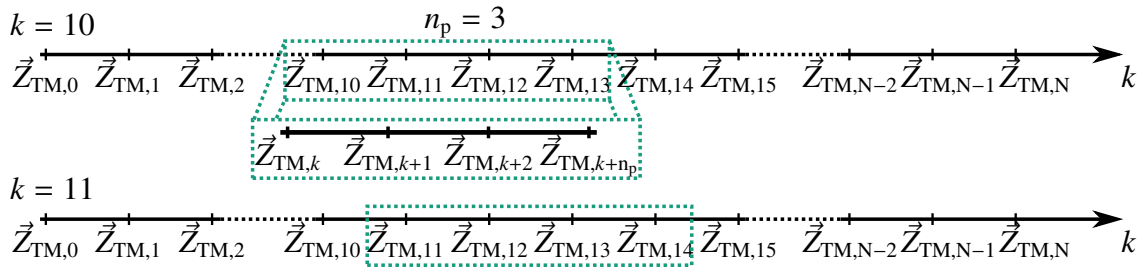 k = 10 n_p = 3
Z⃗_TM,0 Z⃗_TM,1 Z⃗_TM,2 Z⃗_TM,10 Z⃗_TM,11 Z⃗_TM,12 Z⃗_TM,13 Z⃗_TM,14 Z⃗_TM,15 Z⃗_TM,N−2 Z⃗_TM,N−1 Z⃗_TM,N k
Z⃗_TM,k Z⃗_TM,k+1 Z⃗_TM,k+2 Z⃗_TM,k+n_p
k = 11
Z⃗_TM,0 Z⃗_TM,1 Z⃗_TM,2 Z⃗_TM,10 Z⃗_TM,11 Z⃗_TM,12 Z⃗_TM,13 Z⃗_TM,14 Z⃗_TM,15 Z⃗_TM,N−2 Z⃗_TM,N−1 Z⃗_TM,N k